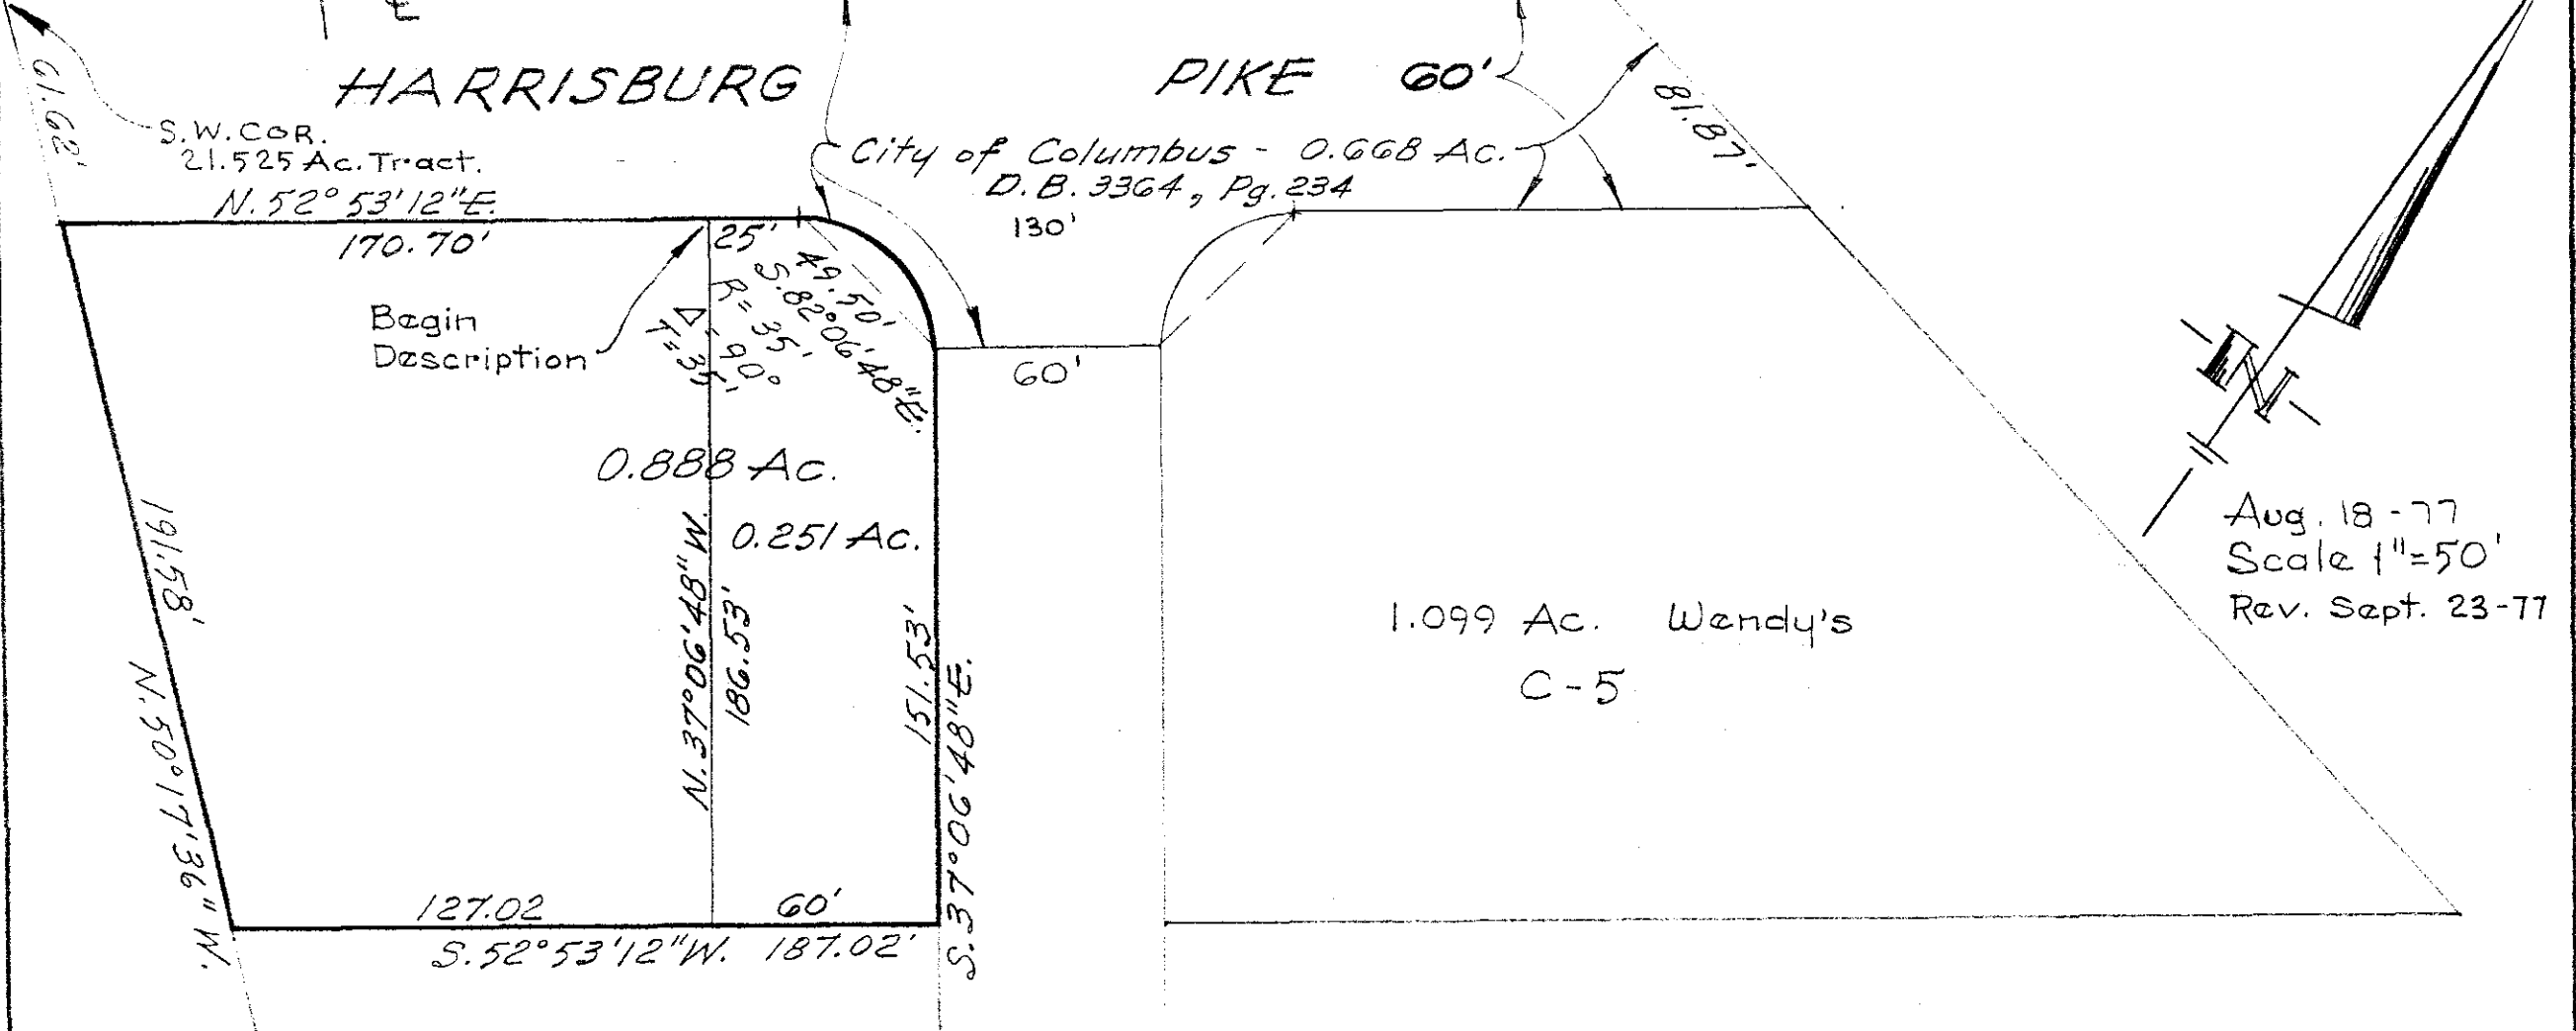 HARRISBURG PIKE 60'
61.62'
S.W. COR.
21.525 Ac. Tract.
City of Columbus - 0.668 Ac.
D.B. 3364, Pg. 234
81.87'
N. 52° 53' 12" E.
170.70'
25'
130'
49.50'
S. 82° 06' 48" E.
R = 35'
Δ = 90°
T = 35'
Begin
Description
60'
N
0.888 Ac.
0.251 Ac.
191.58'
N. 50° 17' 36" W.
N. 37° 06' 48" W.
186.53'
151.53'
S. 37° 06' 48" E.
1.099 Ac. Wendy's
C-5
Aug. 18 - 77
Scale 1" = 50'
Rev. Sept. 23-77
127.02
60'
S. 52° 53' 12" W. 187.02'